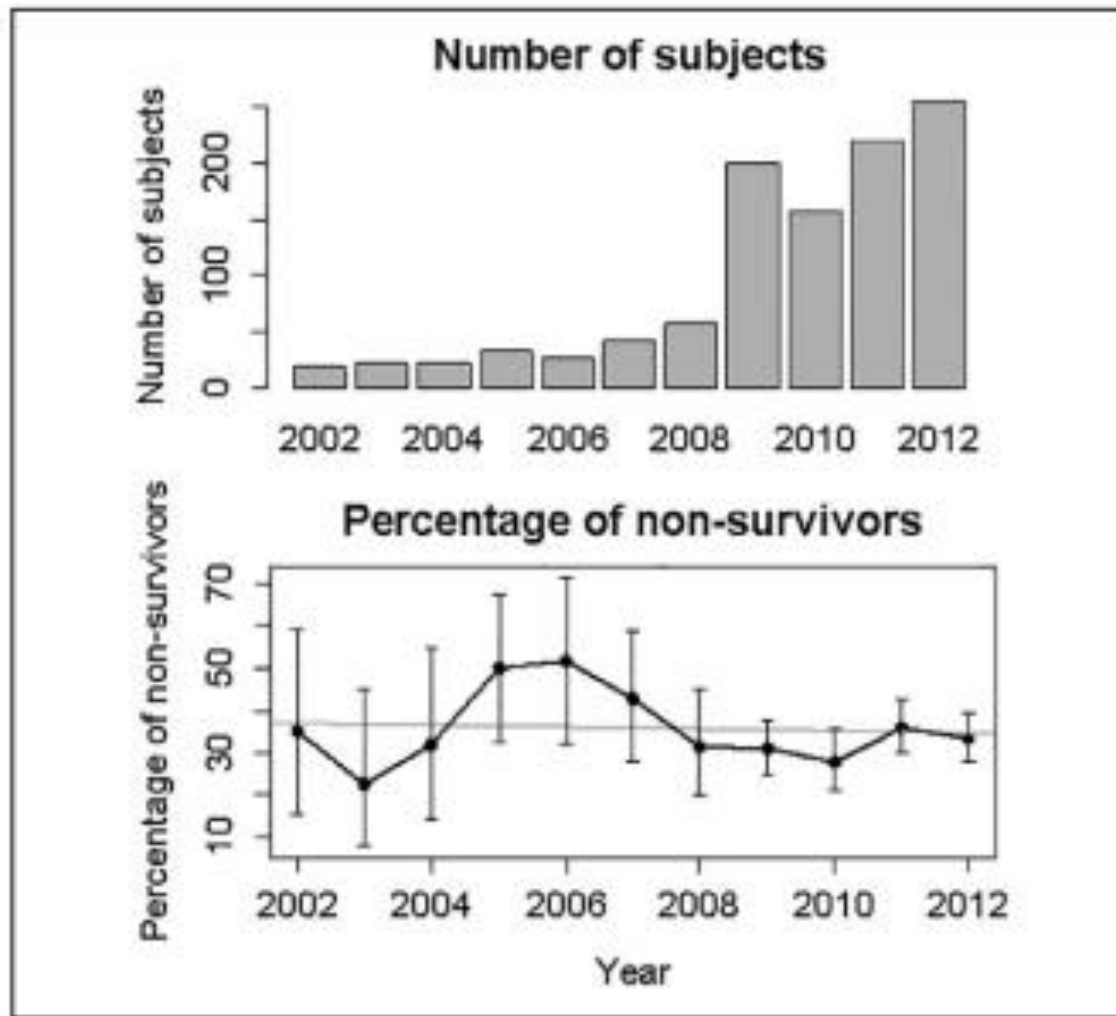 Number of subjects
Number of subjects
200
100
0
2002 2004 2006 2008 2010 2012
Percentage of non-survivors
Percentage of non-survivors
70
50
30
10
2002 2004 2006 2008 2010 2012
Year